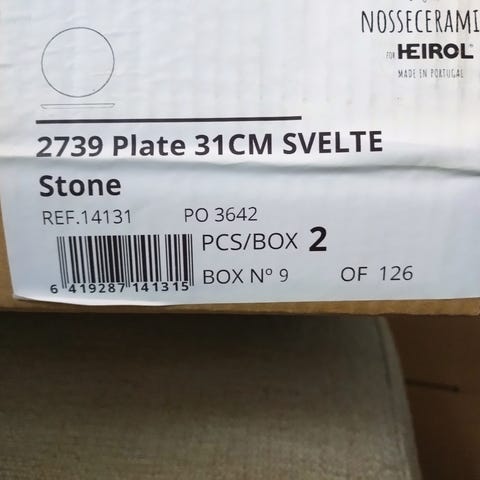 NOSSECERAMI
FOR HEIROL
MADE IN PORTUGAL
2739 Plate 31CM SVELTE
Stone
REF.14131 PO 3642
PCS/BOX 2
6 419287 141315
BOX Nº 9 OF 126